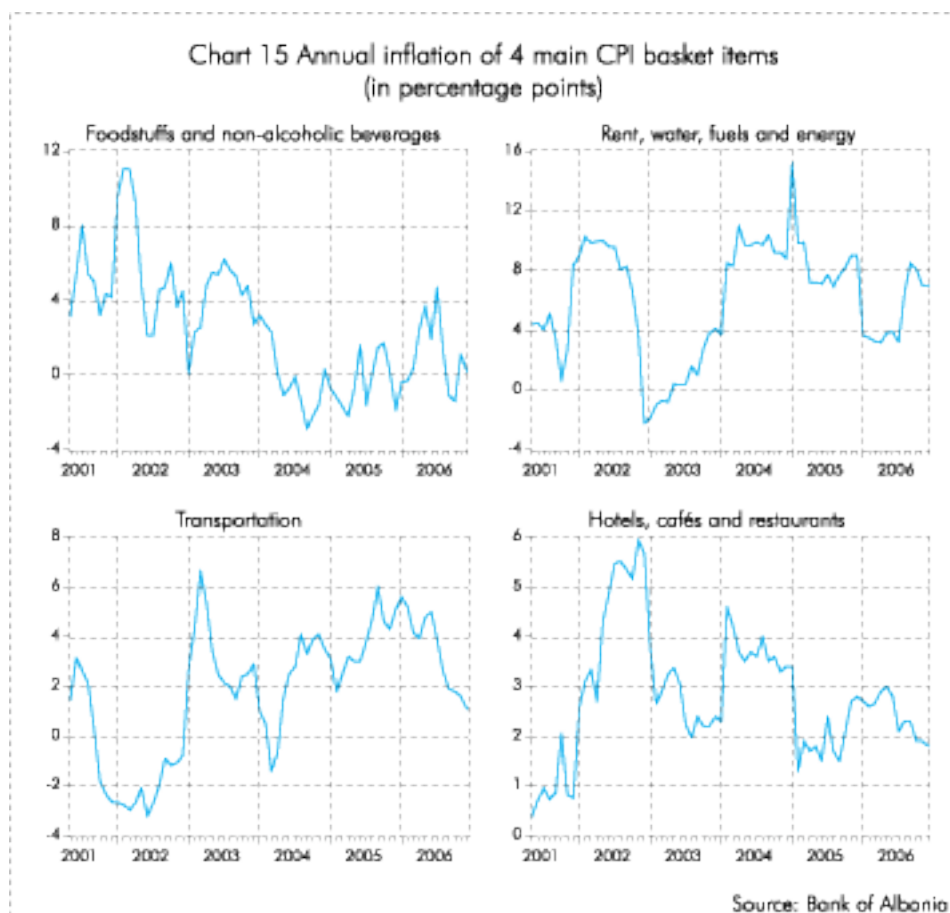 Chart 15 Annual inflation of 4 main CPI basket items
(in percentage points)
Foodstuffs and non-alcoholic beverages
12
8
4
0
-4
2001 2002 2003 2004 2005 2006
Rent, water, fuels and energy
16
12
8
4
0
-4
2001 2002 2003 2004 2005 2006
Transportation
8
6
4
2
0
-2
-4
2001 2002 2003 2004 2005 2006
Hotels, cafés and restaurants
6
5
4
3
2
1
0
2001 2002 2003 2004 2005 2006
Source: Bank of Albania